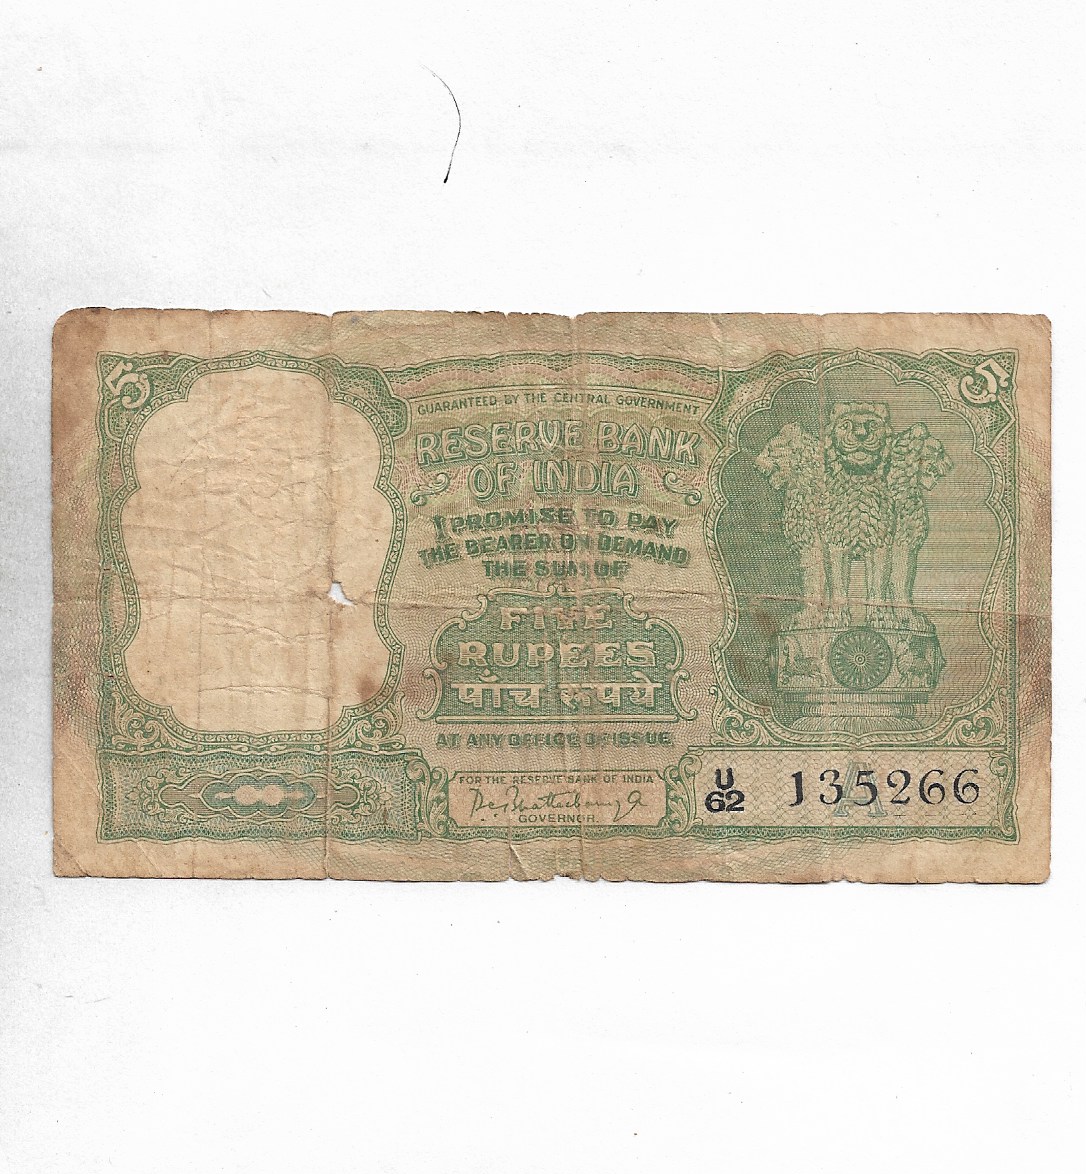 5
5
GUARANTEED BY THE CENTRAL GOVERNMENT
RESERVE BANK
OF INDIA
I PROMISE TO PAY
THE BEARER ON DEMAND
THE SUM OF
FIVE
RUPEES
पाँच रूपये
AT ANY OFFICE OF ISSUE
FOR THE RESERVE BANK OF INDIA
GOVERNOR
U
62
135266
A